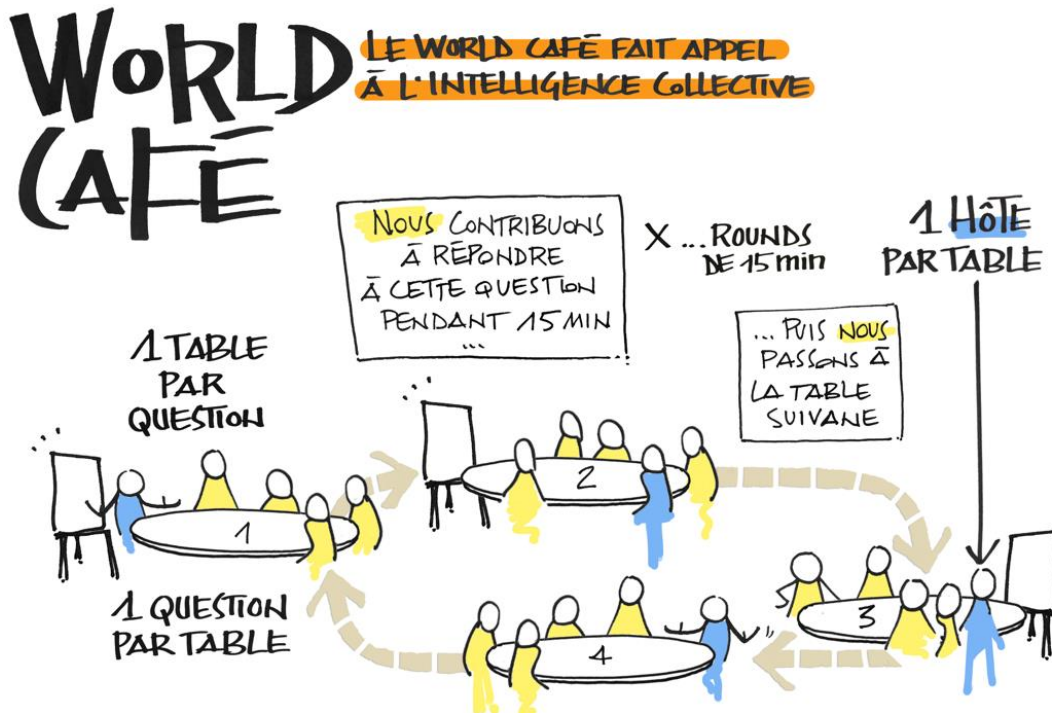 WORLD
CAFÉ
LE WORLD CAFÉ FAIT APPEL
À L'INTELLIGENCE COLLECTIVE
NOUS CONTRIBUONS
À RÉPONDRE
À CETTE QUESTION
PENDANT 15 MIN
...
X ... ROUNDS
DE 15 min
1 HÔTE
PAR TABLE
... PUIS NOUS
PASSONS À
LA TABLE
SUIVANE
1 TABLE
PAR
QUESTION
1
2
3
4
1 QUESTION
PAR TABLE